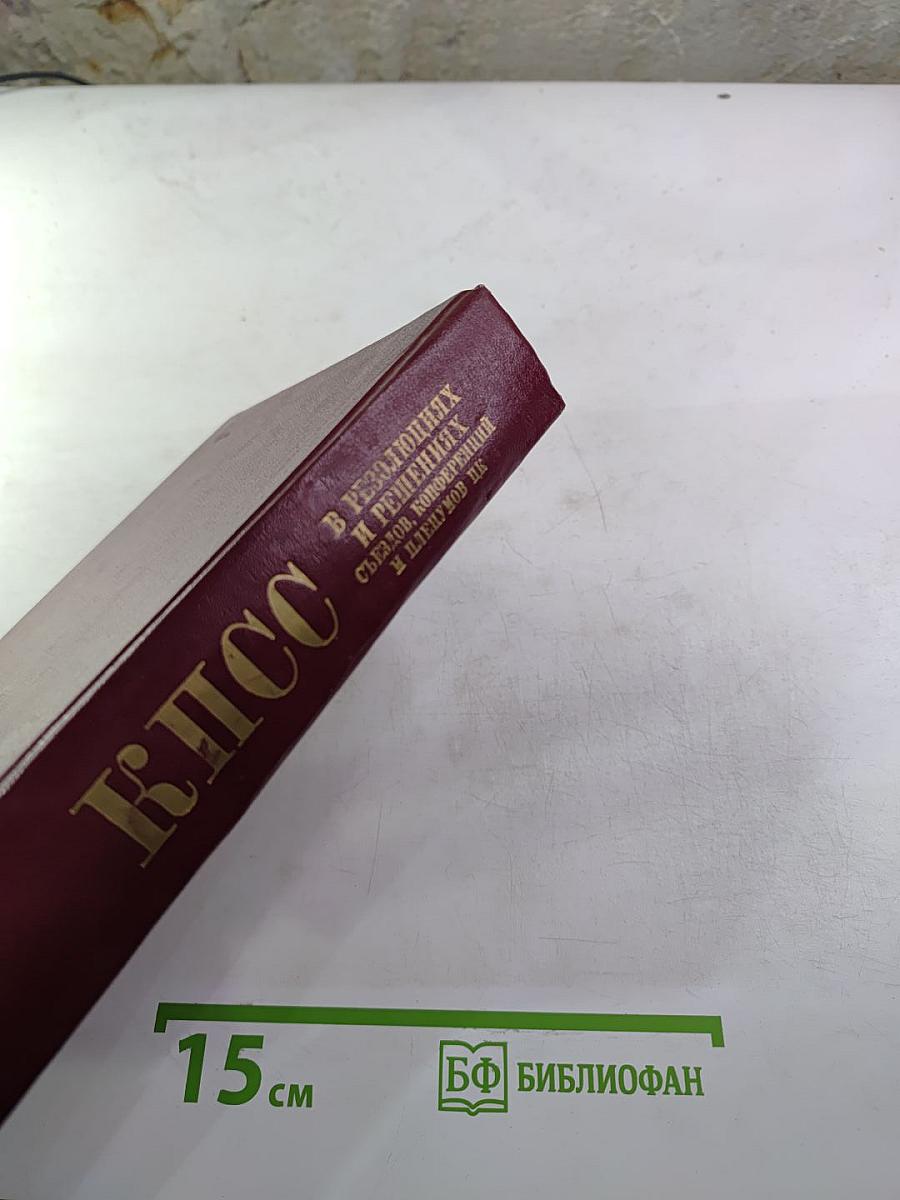 КПСС
В РЕЗОЛЮЦИЯХ
И РЕШЕНИЯХ
СЪЕЗДОВ, КОНФЕРЕНЦИЙ
И ПЛЕНУМОВ ЦК
15 см
БФ БИБЛИОФАН